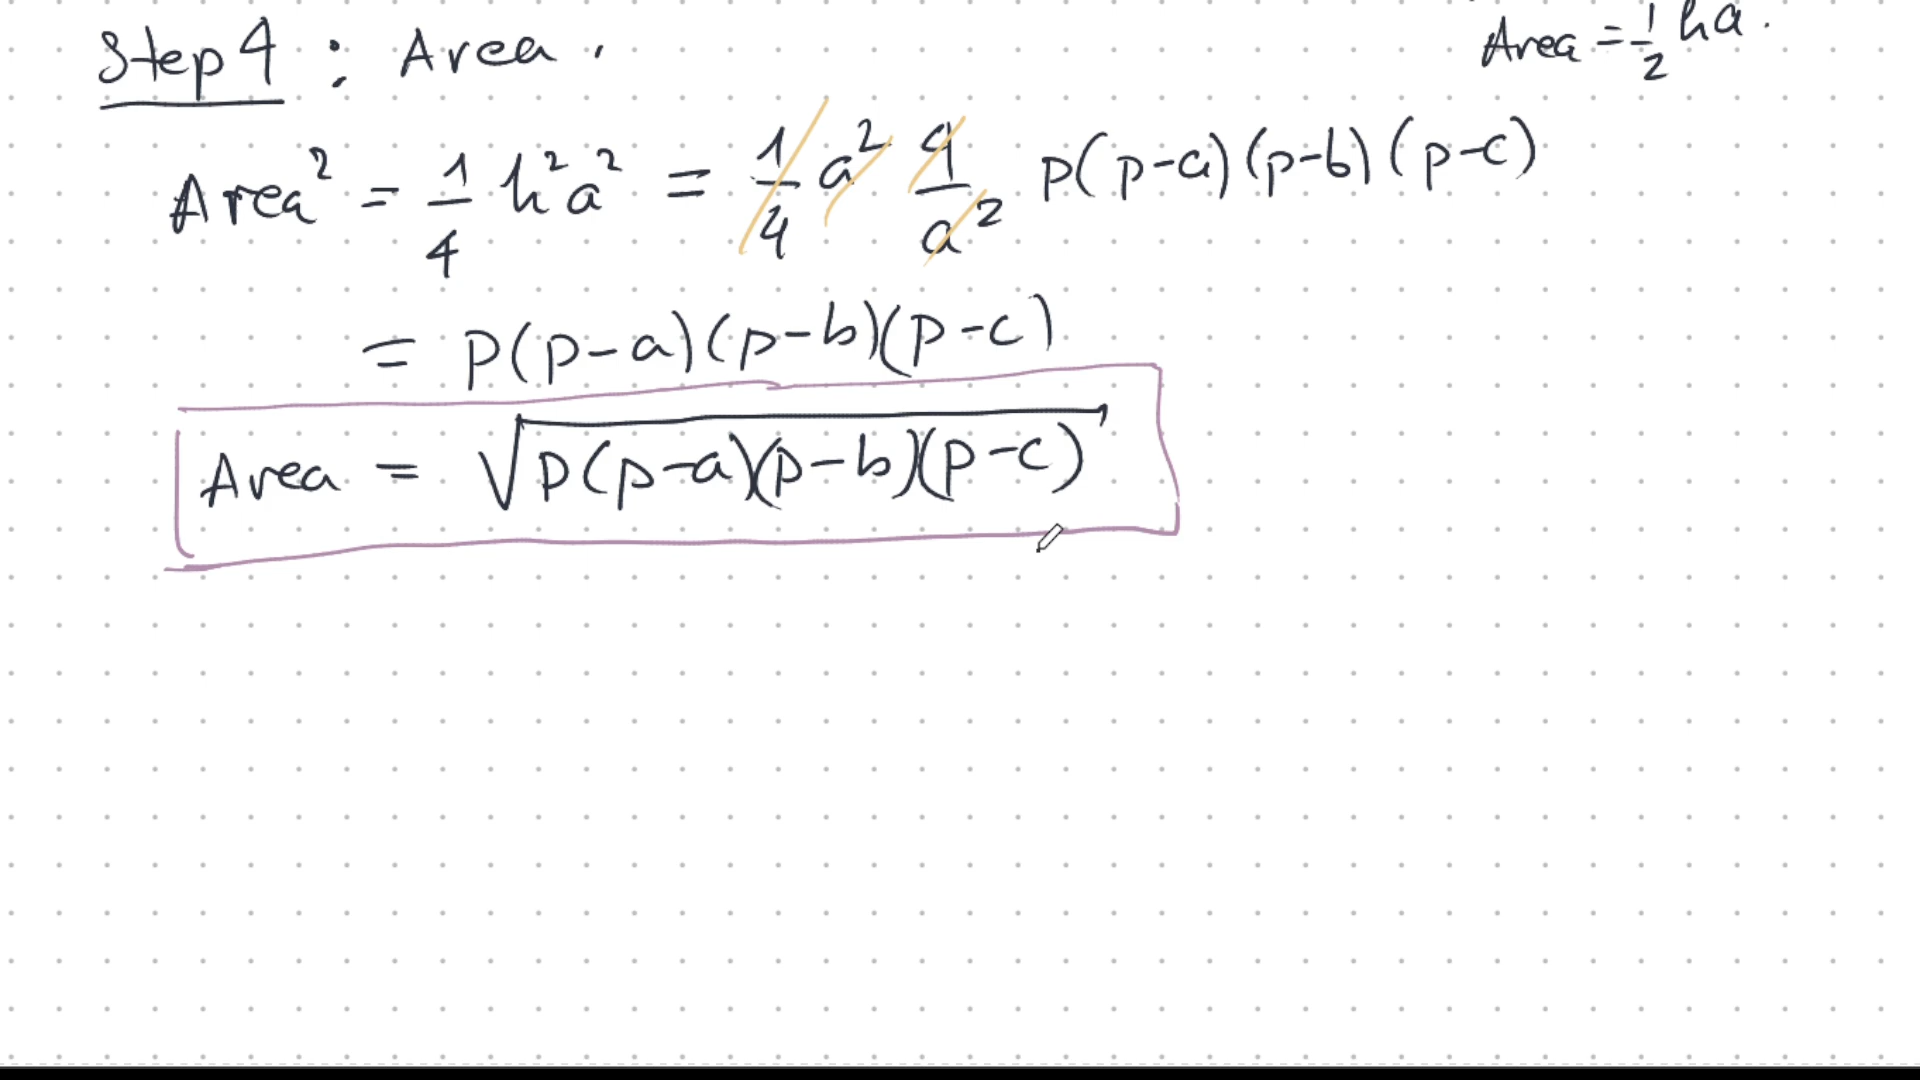 Step 4 : Area.
Area = 1/2 ha.
Area² = 1/4 h²a² = 1/4 a² 4/a² p(p-a)(p-b)(p-c)
= p(p-a)(p-b)(p-c)
Area = √p(p-a)(p-b)(p-c)